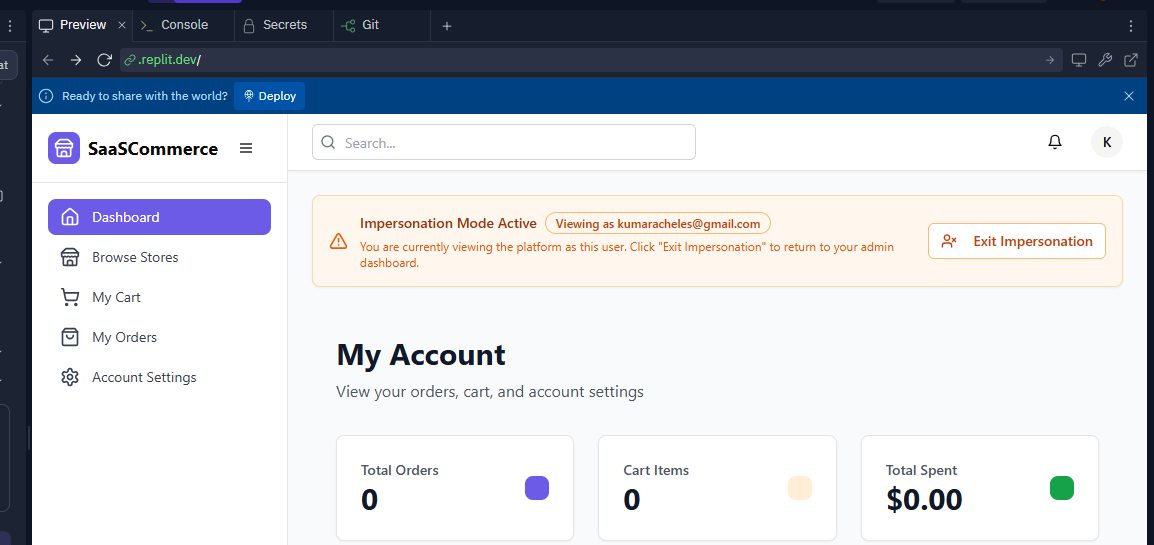 Preview
Console
Secrets
Git
at
.replit.dev/
Ready to share with the world?
Deploy
SaaSCommerce
Search...
K
Dashboard
Browse Stores
My Cart
My Orders
Account Settings
Impersonation Mode Active
Viewing as kumaracheles@gmail.com
You are currently viewing the platform as this user. Click "Exit Impersonation" to return to your admin
dashboard.
Exit Impersonation
My Account
View your orders, cart, and account settings
Total Orders
0
Cart Items
0
Total Spent
$0.00